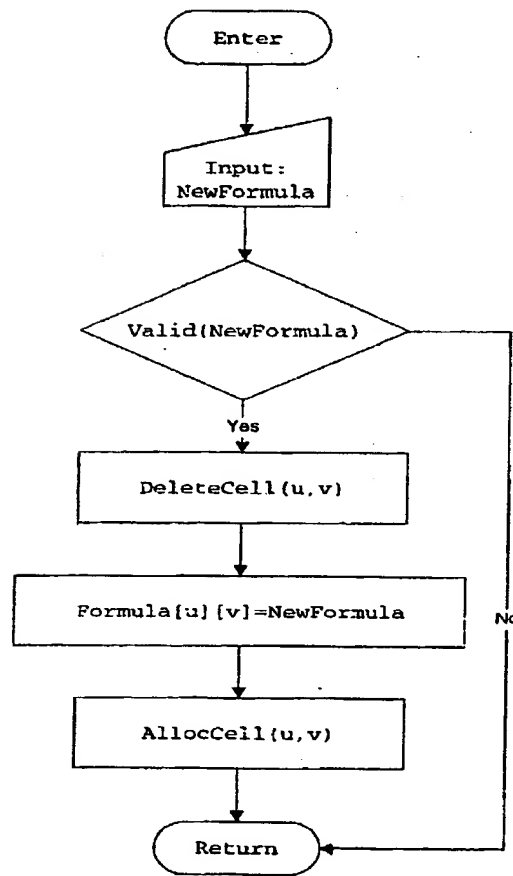 Enter
Input:
NewFormula
Valid(NewFormula)
Yes
DeleteCell(u,v)
Formula[u][v]=NewFormula
No
AllocCell(u,v)
Return